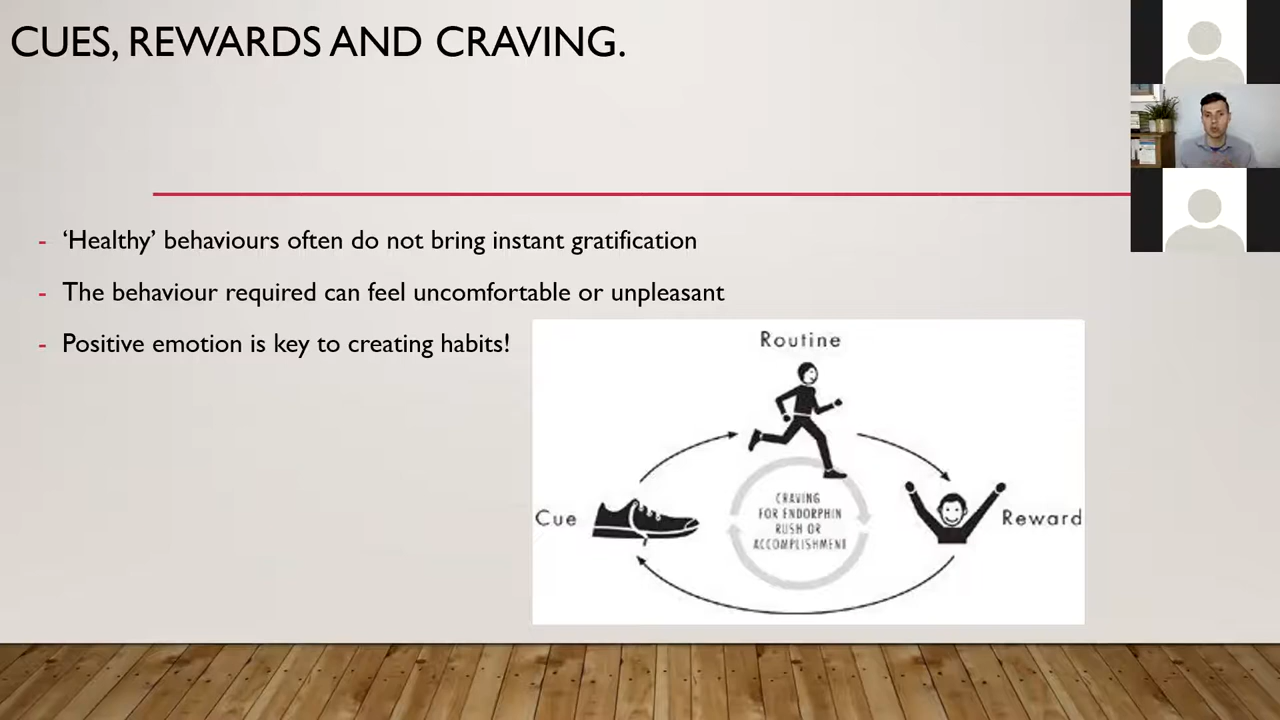 CUES, REWARDS AND CRAVING.
- ‘Healthy’ behaviours often do not bring instant gratification
- The behaviour required can feel uncomfortable or unpleasant
- Positive emotion is key to creating habits!
Routine
CRAVING
FOR ENDORPHIN
RUSH OR
ACCOMPLISHMENT
Cue
Reward